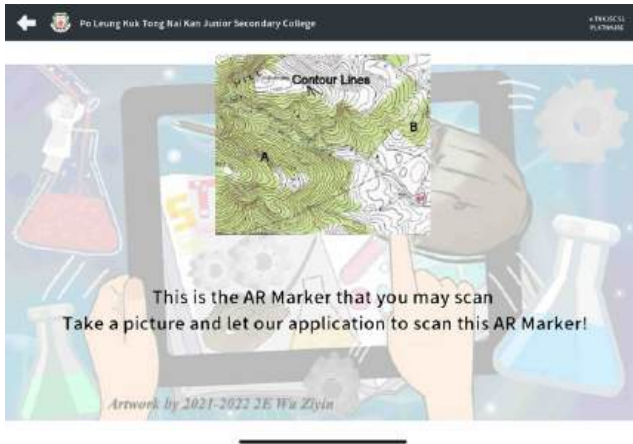 Po Leung Kuk Tong Nai Kan Junior Secondary College
Contour Lines
B
A
This is the AR Marker that you may scan
Take a picture and let our application to scan this AR Marker!
Artwork by 2021-2022 2E Wu Ziyin